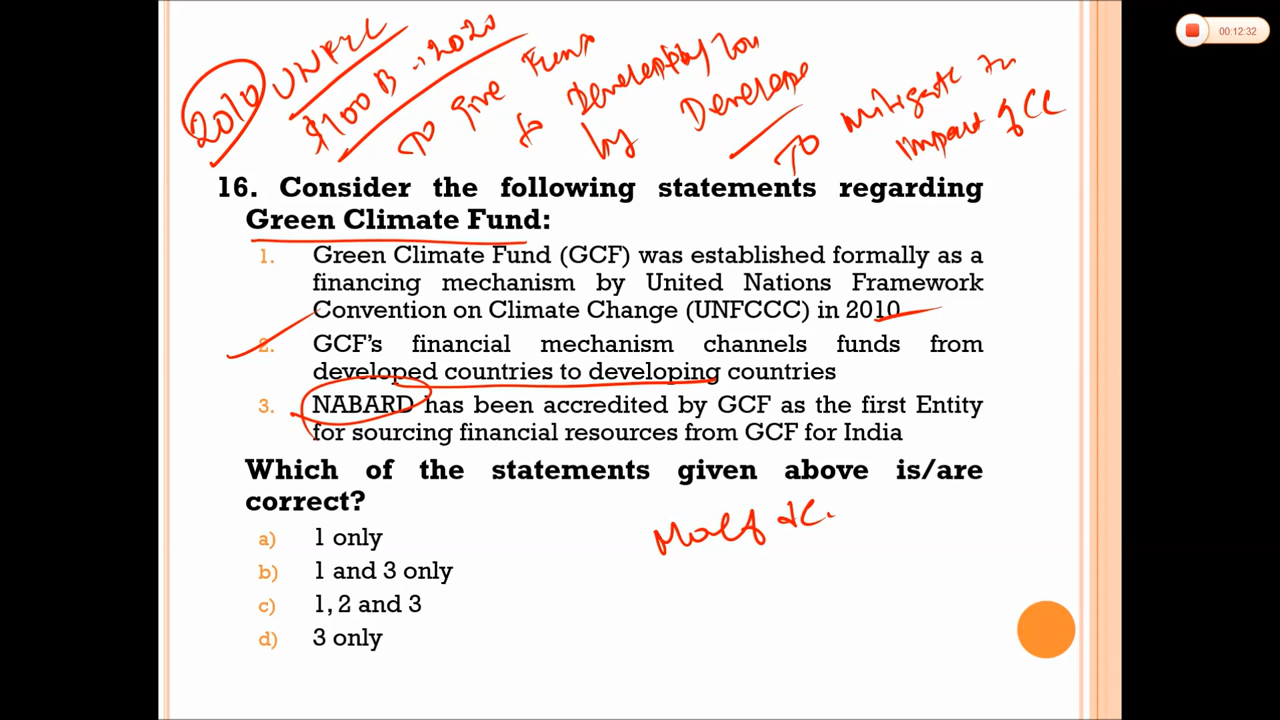 00:12:32
2010 UNFCC
$100 B → 2020
To give Funds
to Developing Con
by Develope
To Mitigate
impact of CC
16. Consider the following statements regarding
Green Climate Fund:
1. Green Climate Fund (GCF) was established formally as a
financing mechanism by United Nations Framework
Convention on Climate Change (UNFCCC) in 2010
2. GCF's financial mechanism channels funds from
developed countries to developing countries
3. NABARD has been accredited by GCF as the first Entity
for sourcing financial resources from GCF for India
Which of the statements given above is/are
correct?
a) 1 only
b) 1 and 3 only
c) 1, 2 and 3
d) 3 only